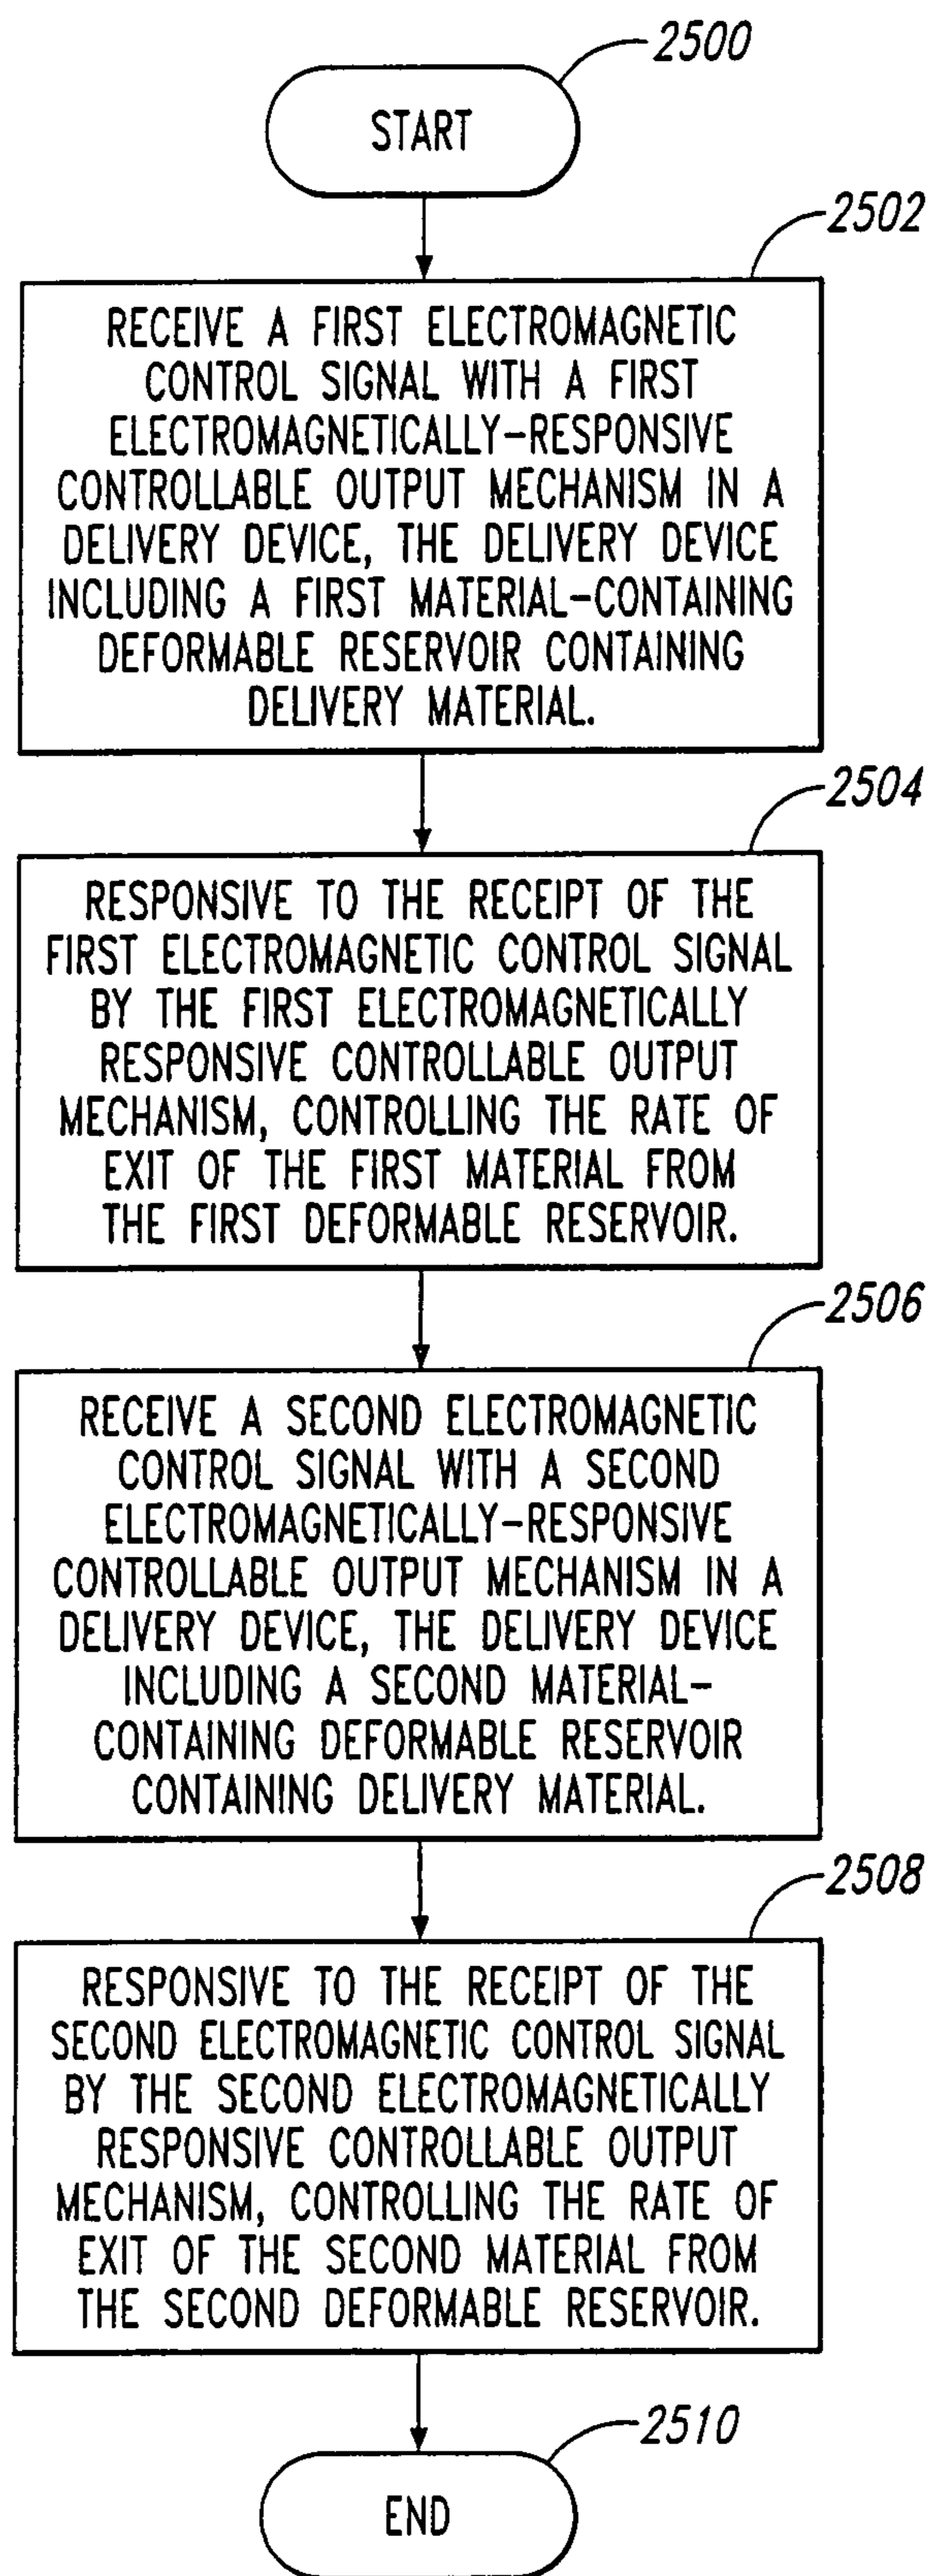 2500
START
2502
RECEIVE A FIRST ELECTROMAGNETIC
CONTROL SIGNAL WITH A FIRST
ELECTROMAGNETICALLY-RESPONSIVE
CONTROLLABLE OUTPUT MECHANISM IN A
DELIVERY DEVICE, THE DELIVERY DEVICE
INCLUDING A FIRST MATERIAL-CONTAINING
DEFORMABLE RESERVOIR CONTAINING
DELIVERY MATERIAL.
2504
RESPONSIVE TO THE RECEIPT OF THE
FIRST ELECTROMAGNETIC CONTROL SIGNAL
BY THE FIRST ELECTROMAGNETICALLY
RESPONSIVE CONTROLLABLE OUTPUT
MECHANISM, CONTROLLING THE RATE OF
EXIT OF THE FIRST MATERIAL FROM
THE FIRST DEFORMABLE RESERVOIR.
2506
RECEIVE A SECOND ELECTROMAGNETIC
CONTROL SIGNAL WITH A SECOND
ELECTROMAGNETICALLY-RESPONSIVE
CONTROLLABLE OUTPUT MECHANISM IN A
DELIVERY DEVICE, THE DELIVERY DEVICE
INCLUDING A SECOND MATERIAL-
CONTAINING DEFORMABLE RESERVOIR
CONTAINING DELIVERY MATERIAL.
2508
RESPONSIVE TO THE RECEIPT OF THE
SECOND ELECTROMAGNETIC CONTROL SIGNAL
BY THE SECOND ELECTROMAGNETICALLY
RESPONSIVE CONTROLLABLE OUTPUT
MECHANISM, CONTROLLING THE RATE OF
EXIT OF THE SECOND MATERIAL FROM
THE SECOND DEFORMABLE RESERVOIR.
2510
END